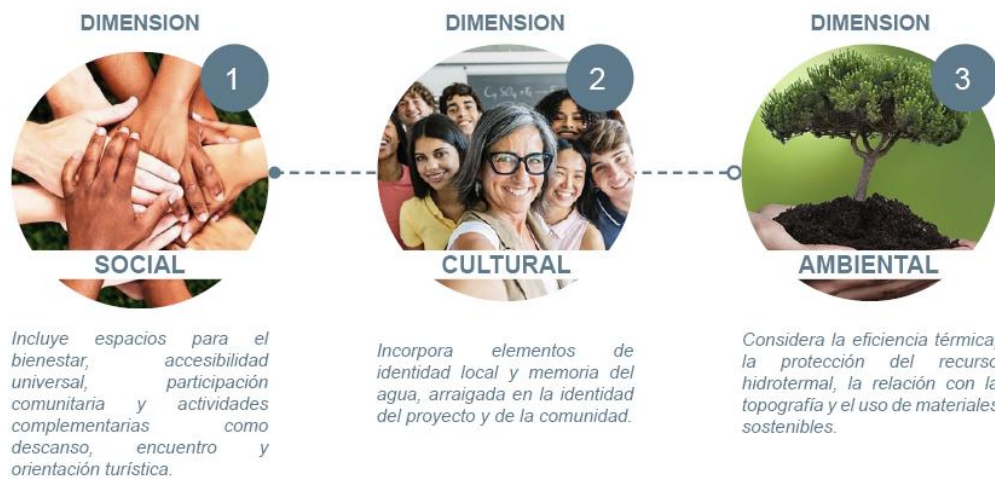 DIMENSION
1
SOCIAL
Incluye espacios para el
bienestar, accesibilidad
universal, participación
comunitaria y actividades
complementarias como
descanso, encuentro y
orientación turística.
DIMENSION
2
CULTURAL
Incorpora elementos de
identidad local y memoria del
agua, arraigada en la identidad
del proyecto y de la comunidad.
DIMENSION
3
AMBIENTAL
Considera la eficiencia térmica,
la protección del recurso
hidrotermal, la relación con la
topografía y el uso de materiales
sostenibles.